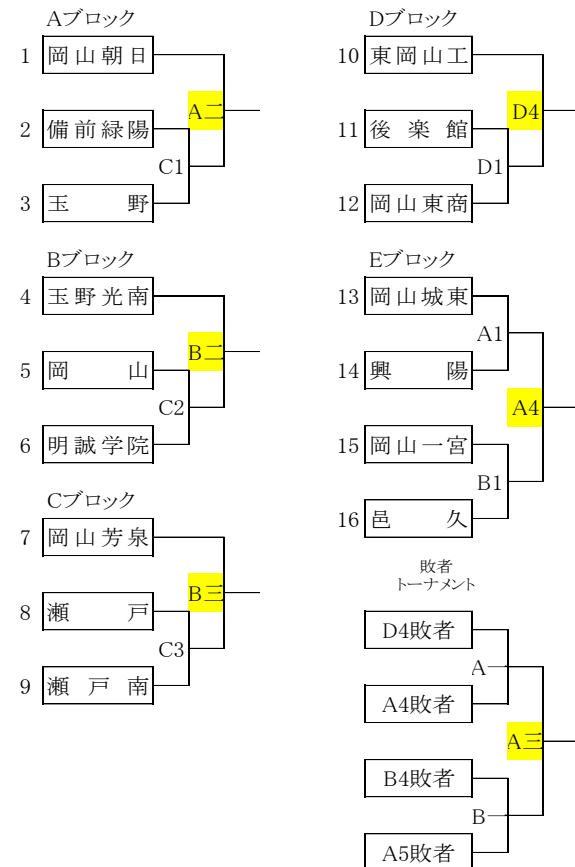 Aブロック
1 岡山朝日
A二
2 備前緑陽
C1
3 玉野
Bブロック
4 玉野光南
B二
5 岡山
C2
6 明誠学院
Cブロック
7 岡山芳泉
B三
8 瀬戸
C3
9 瀬戸南
Dブロック
10 東岡山工
D4
11 後楽館
D1
12 岡山東商
Eブロック
13 岡山城東
A1
14 興陽
A4
15 岡山一宮
B1
16 邑久
敗者
トーナメント
D4敗者
A一
A4敗者
A三
B4敗者
B一
A5敗者